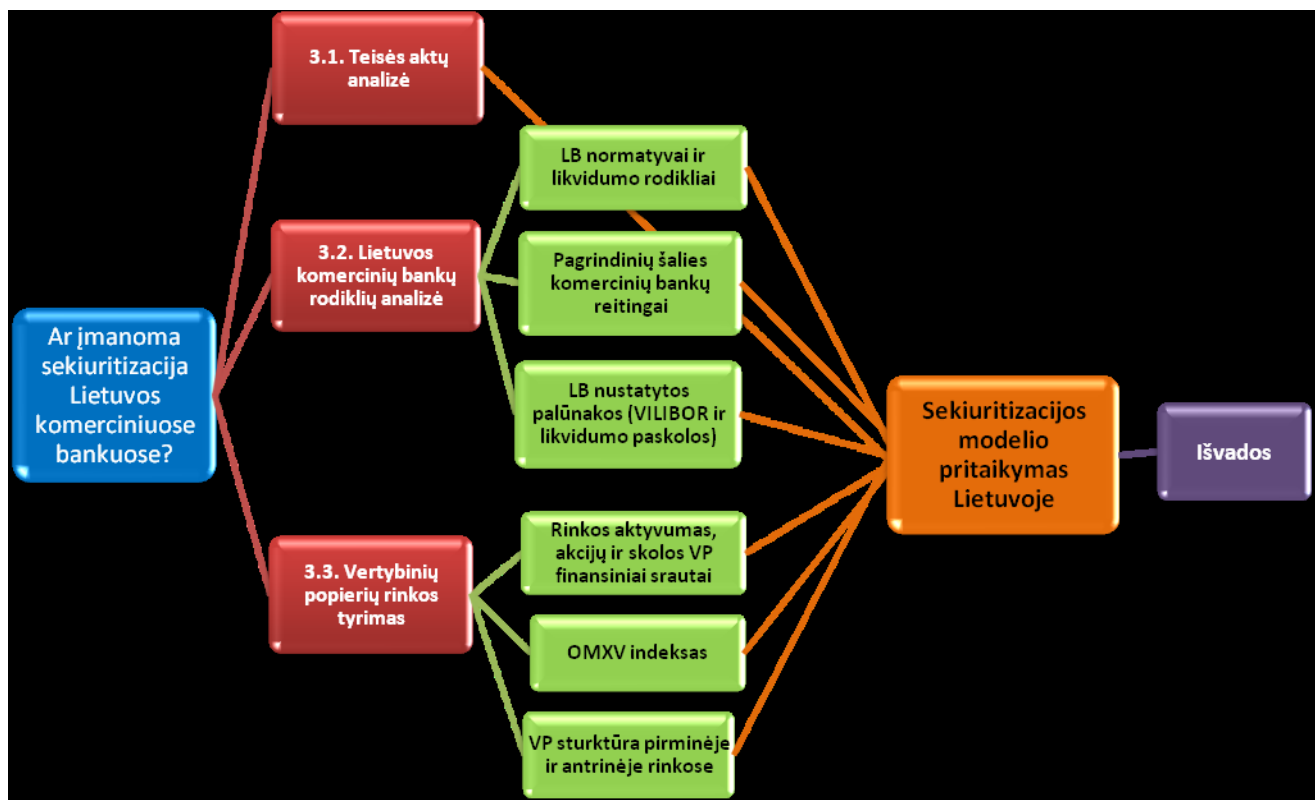 Ar įmanoma
sekiuritizacija
Lietuvos
komerciniuose
bankuose?
3.1. Teisės aktų
analizė
3.2. Lietuvos
komercinių bankų
rodiklių analizė
3.3. Vertybinių
popierių rinkos
tyrimas
LB normatyvai ir
likvidumo rodikliai
Pagrindinių šalies
komercinių bankų
reitingai
LB nustatytos
palūnakos (VILIBOR ir
likvidumo paskolos)
Rinkos aktyvumas,
akcijų ir skolos VP
finansiniai srautai
OMXV indeksas
VP sturktūra pirminėje
ir antrinėje rinkose
Sekiuritizacijos
modelio
pritaikymas
Lietuvoje
Išvados